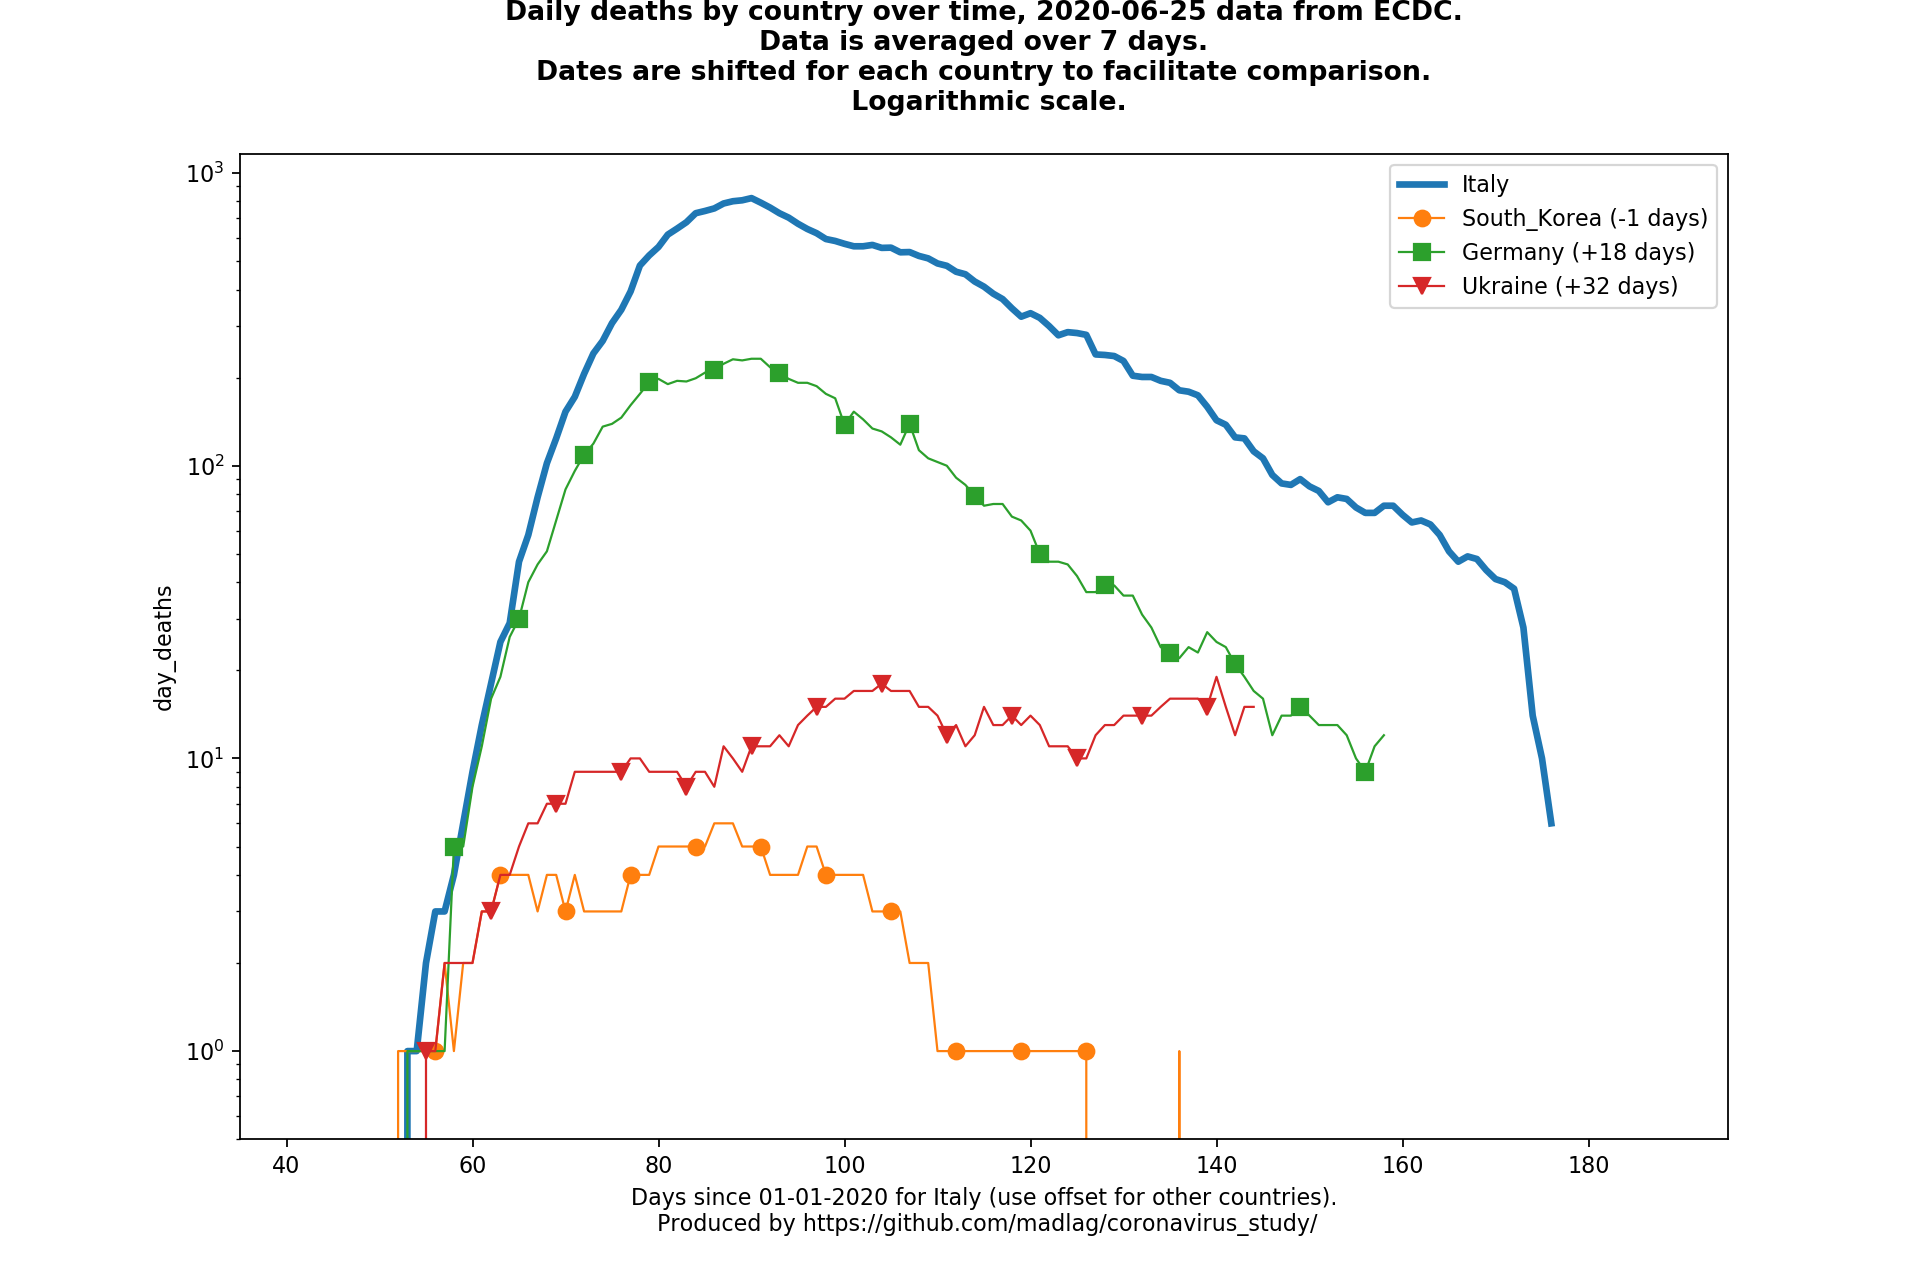 Daily deaths by country over time, 2020-06-25 data from ECDC.
Data is averaged over 7 days.
Dates are shifted for each country to facilitate comparison.
Logarithmic scale.
10³
10²
10¹
10⁰
day_deaths
Italy
South_Korea (-1 days)
Germany (+18 days)
Ukraine (+32 days)
40 60 80 100 120 140 160 180
Days since 01-01-2020 for Italy (use offset for other countries).
Produced by https://github.com/madlag/coronavirus_study/